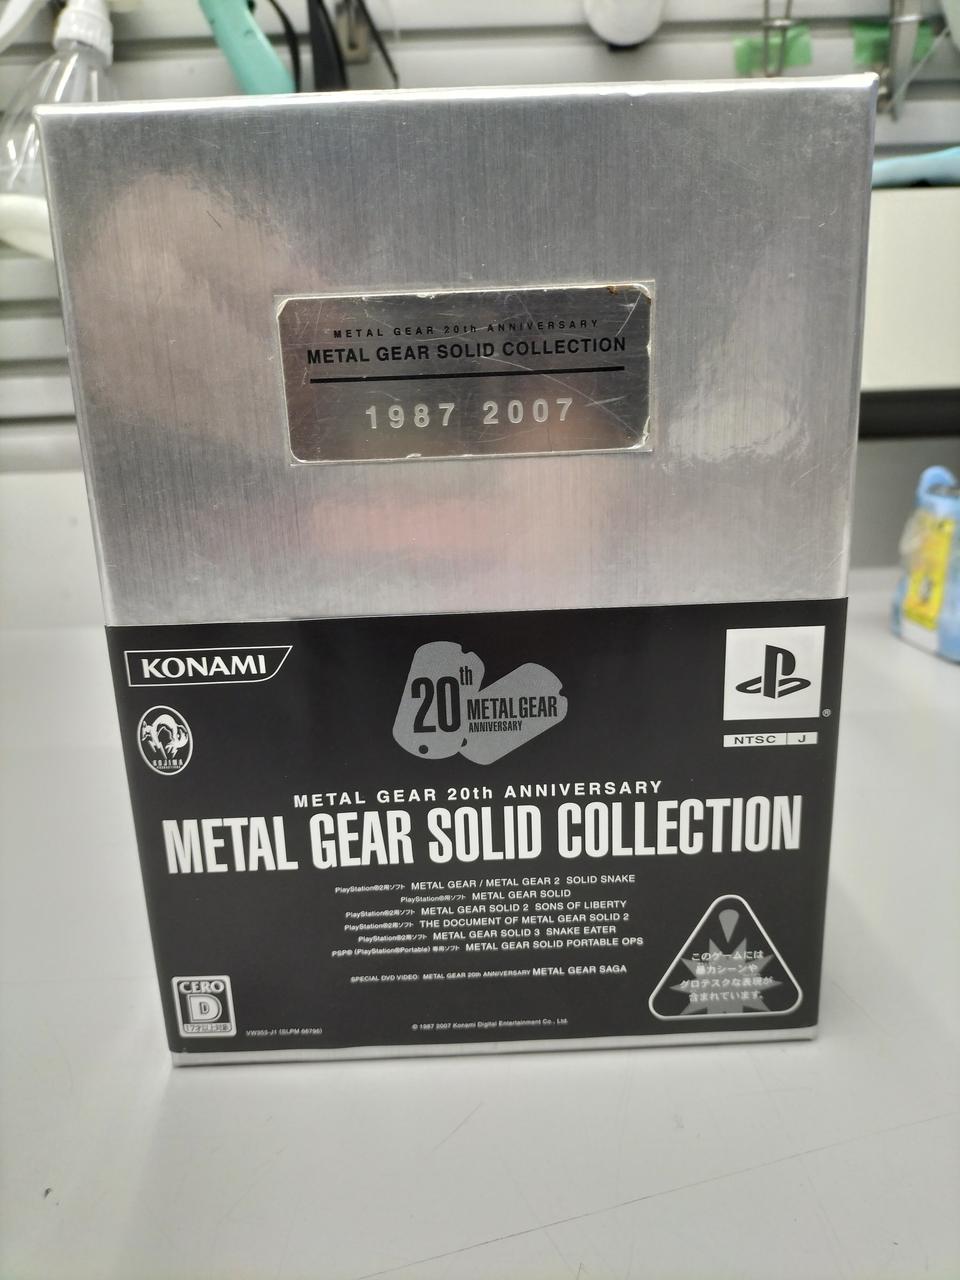 METAL GEAR 20th ANNIVERSARY
METAL GEAR SOLID COLLECTION
1987 2007
KONAMI
20th METAL GEAR
ANNIVERSARY
NTSC J
KOJIMA
PRODUCTIONS
METAL GEAR 20th ANNIVERSARY
METAL GEAR SOLID COLLECTION
PlayStation®2用ソフト METAL GEAR / METAL GEAR 2 SOLID SNAKE
PlayStation®用ソフト METAL GEAR SOLID
PlayStation®2用ソフト METAL GEAR SOLID 2 SONS OF LIBERTY
PlayStation®2用ソフト THE DOCUMENT OF METAL GEAR SOLID 2
PlayStation®2用ソフト METAL GEAR SOLID 3 SNAKE EATER
PSP® (PlayStation®Portable) 専用ソフト METAL GEAR SOLID PORTABLE OPS
SPECIAL DVD VIDEO: METAL GEAR 20th ANNIVERSARY METAL GEAR SAGA
このゲームには
暴力シーンや
グロテスクな表現が
含まれています。
CERO
D
17才以上対象
VW353-J1 (SLPM 66795)
© 1987 2007 Konami Digital Entertainment Co., Ltd.